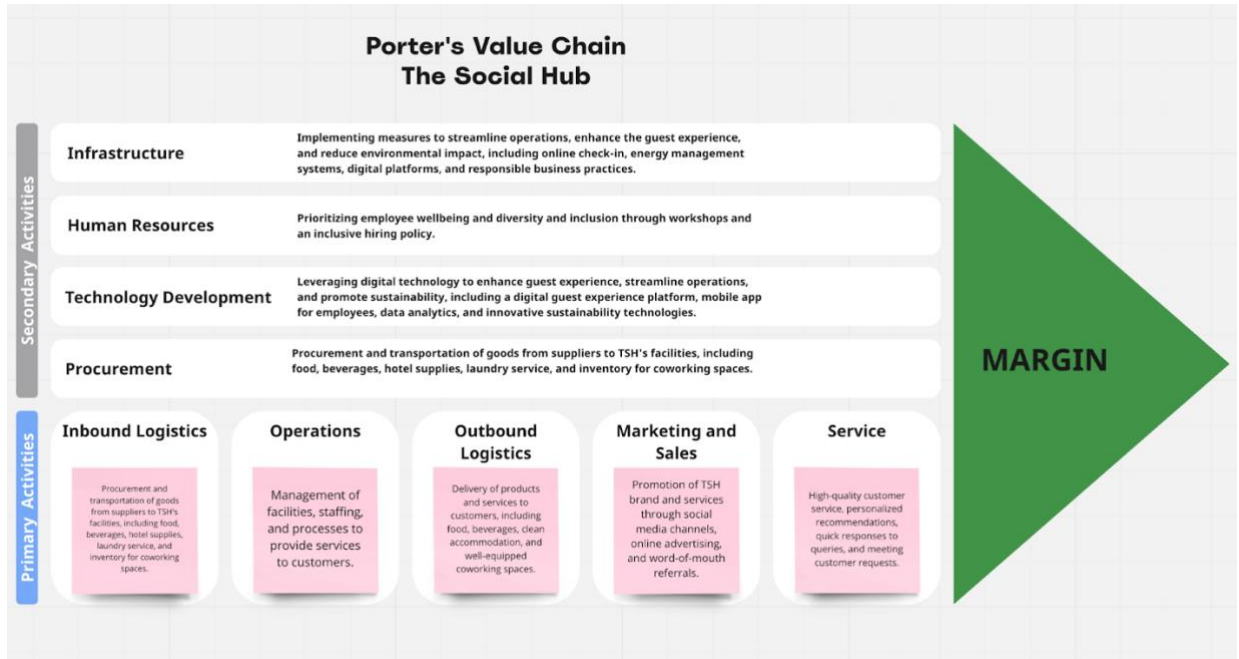 Porter's Value Chain
The Social Hub
Secondary Activities
Infrastructure
Implementing measures to streamline operations, enhance the guest experience,
and reduce environmental impact, including online check-in, energy management
systems, digital platforms, and responsible business practices.
Human Resources
Prioritizing employee wellbeing and diversity and inclusion through workshops and
an inclusive hiring policy.
Technology Development
Leveraging digital technology to enhance guest experience, streamline operations,
and promote sustainability, including a digital guest experience platform, mobile app
for employees, data analytics, and innovative sustainability technologies.
Procurement
Procurement and transportation of goods from suppliers to TSH's facilities, including
food, beverages, hotel supplies, laundry service, and inventory for coworking spaces.
MARGIN
Primary Activities
Inbound Logistics
Procurement and
transportation of goods
from suppliers to TSH's
facilities, including food,
beverages, hotel supplies,
laundry service, and
inventory for coworking
spaces.
Operations
Management of
facilities, staffing,
and processes to
provide services
to customers.
Outbound
Logistics
Delivery of products
and services to
customers, including
food, beverages, clean
accommodation, and
well-equipped
coworking spaces.
Marketing and
Sales
Promotion of TSH
brand and services
through social
media channels,
online advertising,
and word-of-mouth
referrals.
Service
High-quality customer
service, personalized
recommendations,
quick responses to
queries, and meeting
customer requests.